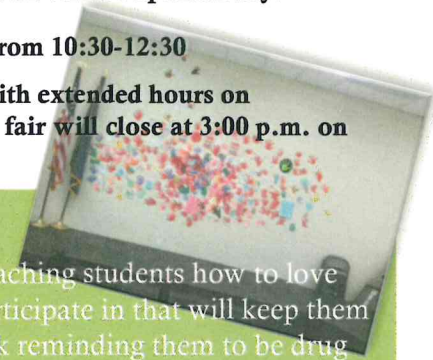 rom 10:30-12:30
ith extended hours on
fair will close at 3:00 p.m. on
aching students how to love
rticipate in that will keep them
k reminding them to be drug